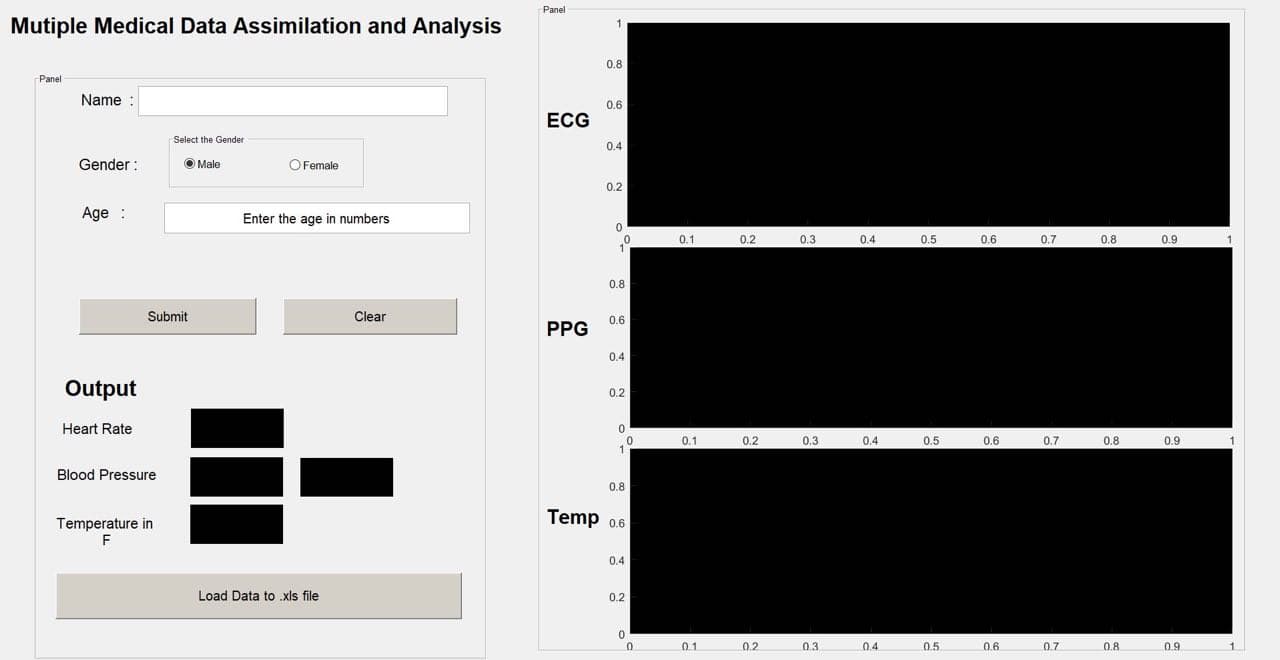 Mutiple Medical Data Assimilation and Analysis
Panel
Name :
Select the Gender
Gender :
Male
Female
Age :
Enter the age in numbers
Submit
Clear
Output
Heart Rate
Blood Pressure
Temperature in
F
Load Data to .xls file
Panel
ECG
1
0.8
0.6
0.4
0.2
0
0 0.1 0.2 0.3 0.4 0.5 0.6 0.7 0.8 0.9 1
PPG
1
0.8
0.6
0.4
0.2
0
0 0.1 0.2 0.3 0.4 0.5 0.6 0.7 0.8 0.9 1
Temp
1
0.8
0.6
0.4
0.2
0
0 0.1 0.2 0.3 0.4 0.5 0.6 0.7 0.8 0.9 1